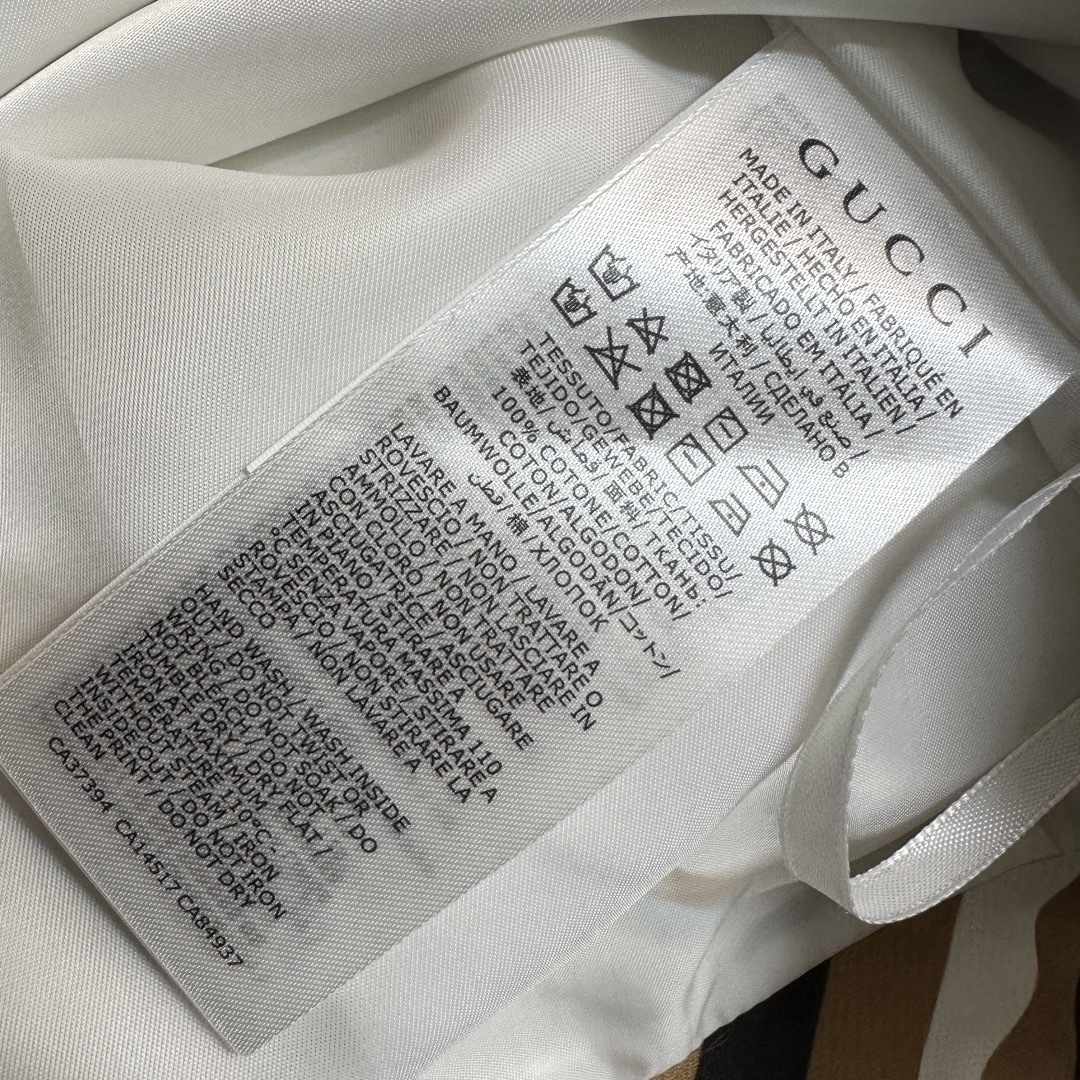 GUCCI
MADE IN ITALY / FABRIQUÉ EN
ITALIE / HECHO EN ITALIA /
HERGESTELLT IN ITALIEN /
FABRICADO EM ITÁLIA /
イタリア製 / صنع في إيطاليا /
产地:意大利 / СДЕЛАНО В
ИТАЛИИ
TESSUTO/FABRIC/TISSU/
TEJIDO/GEWEBE/TECIDO/
表地/ قماش/ 面料/ ТКАНЬ:
100% COTONE/COTTON/
COTON/ALGODON/
BAUMWOLLE/ALGODÁN/コットン/
قطن/ 棉/ ХЛОПОК
LAVARE A MANO / LAVARE A
ROVESCIO / NON TRATTARE O
STRIZZARE / NON LASCIARE IN
AMMOLLO / NON TRATTARE
CON CLORO / NON USARE
ASCIUGATRICE / ASCIUGARE
IN PIANO / STIRARE A
TEMPERATURA MASSIMA 110
°C SENZA VAPORE / STIRARE A
ROVESCIO / NON STIRARE LA
STAMPA / NON LAVARE A
SECCO
HAND WASH / WASH INSIDE
OUT / DO NOT TWIST OR
WRING / DO NOT SOAK / DO
NOT BLEACH / DO NOT
TUMBLE DRY / DRY FLAT /
IRON AT MAXIMUM
TEMPERATURE 110°C-
WITHOUT STEAM / IRON
INSIDE OUT / DO NOT IRON
THE PRINT / DO NOT DRY
CLEAN
CA37394 CA14517 CA84937